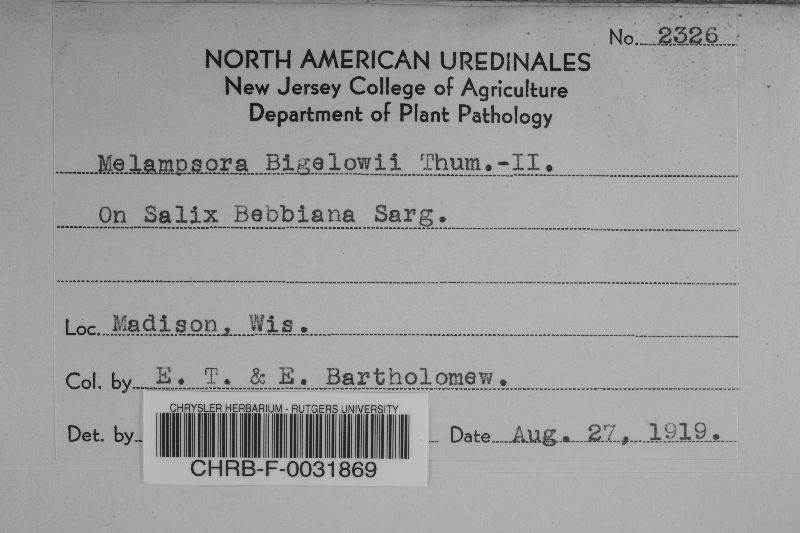 No. 2326
NORTH AMERICAN UREDINALES
New Jersey College of Agriculture
Department of Plant Pathology
Melampsora Bigelowii Thum.-II.
On Salix Bebbiana Sarg.
Loc. Madison, Wis.
Col. by E. T. & E. Bartholomew.
Det. by Date Aug. 27, 1919.
CHRYSLER HERBARIUM - RUTGERS UNIVERSITY
CHRB-F-0031869